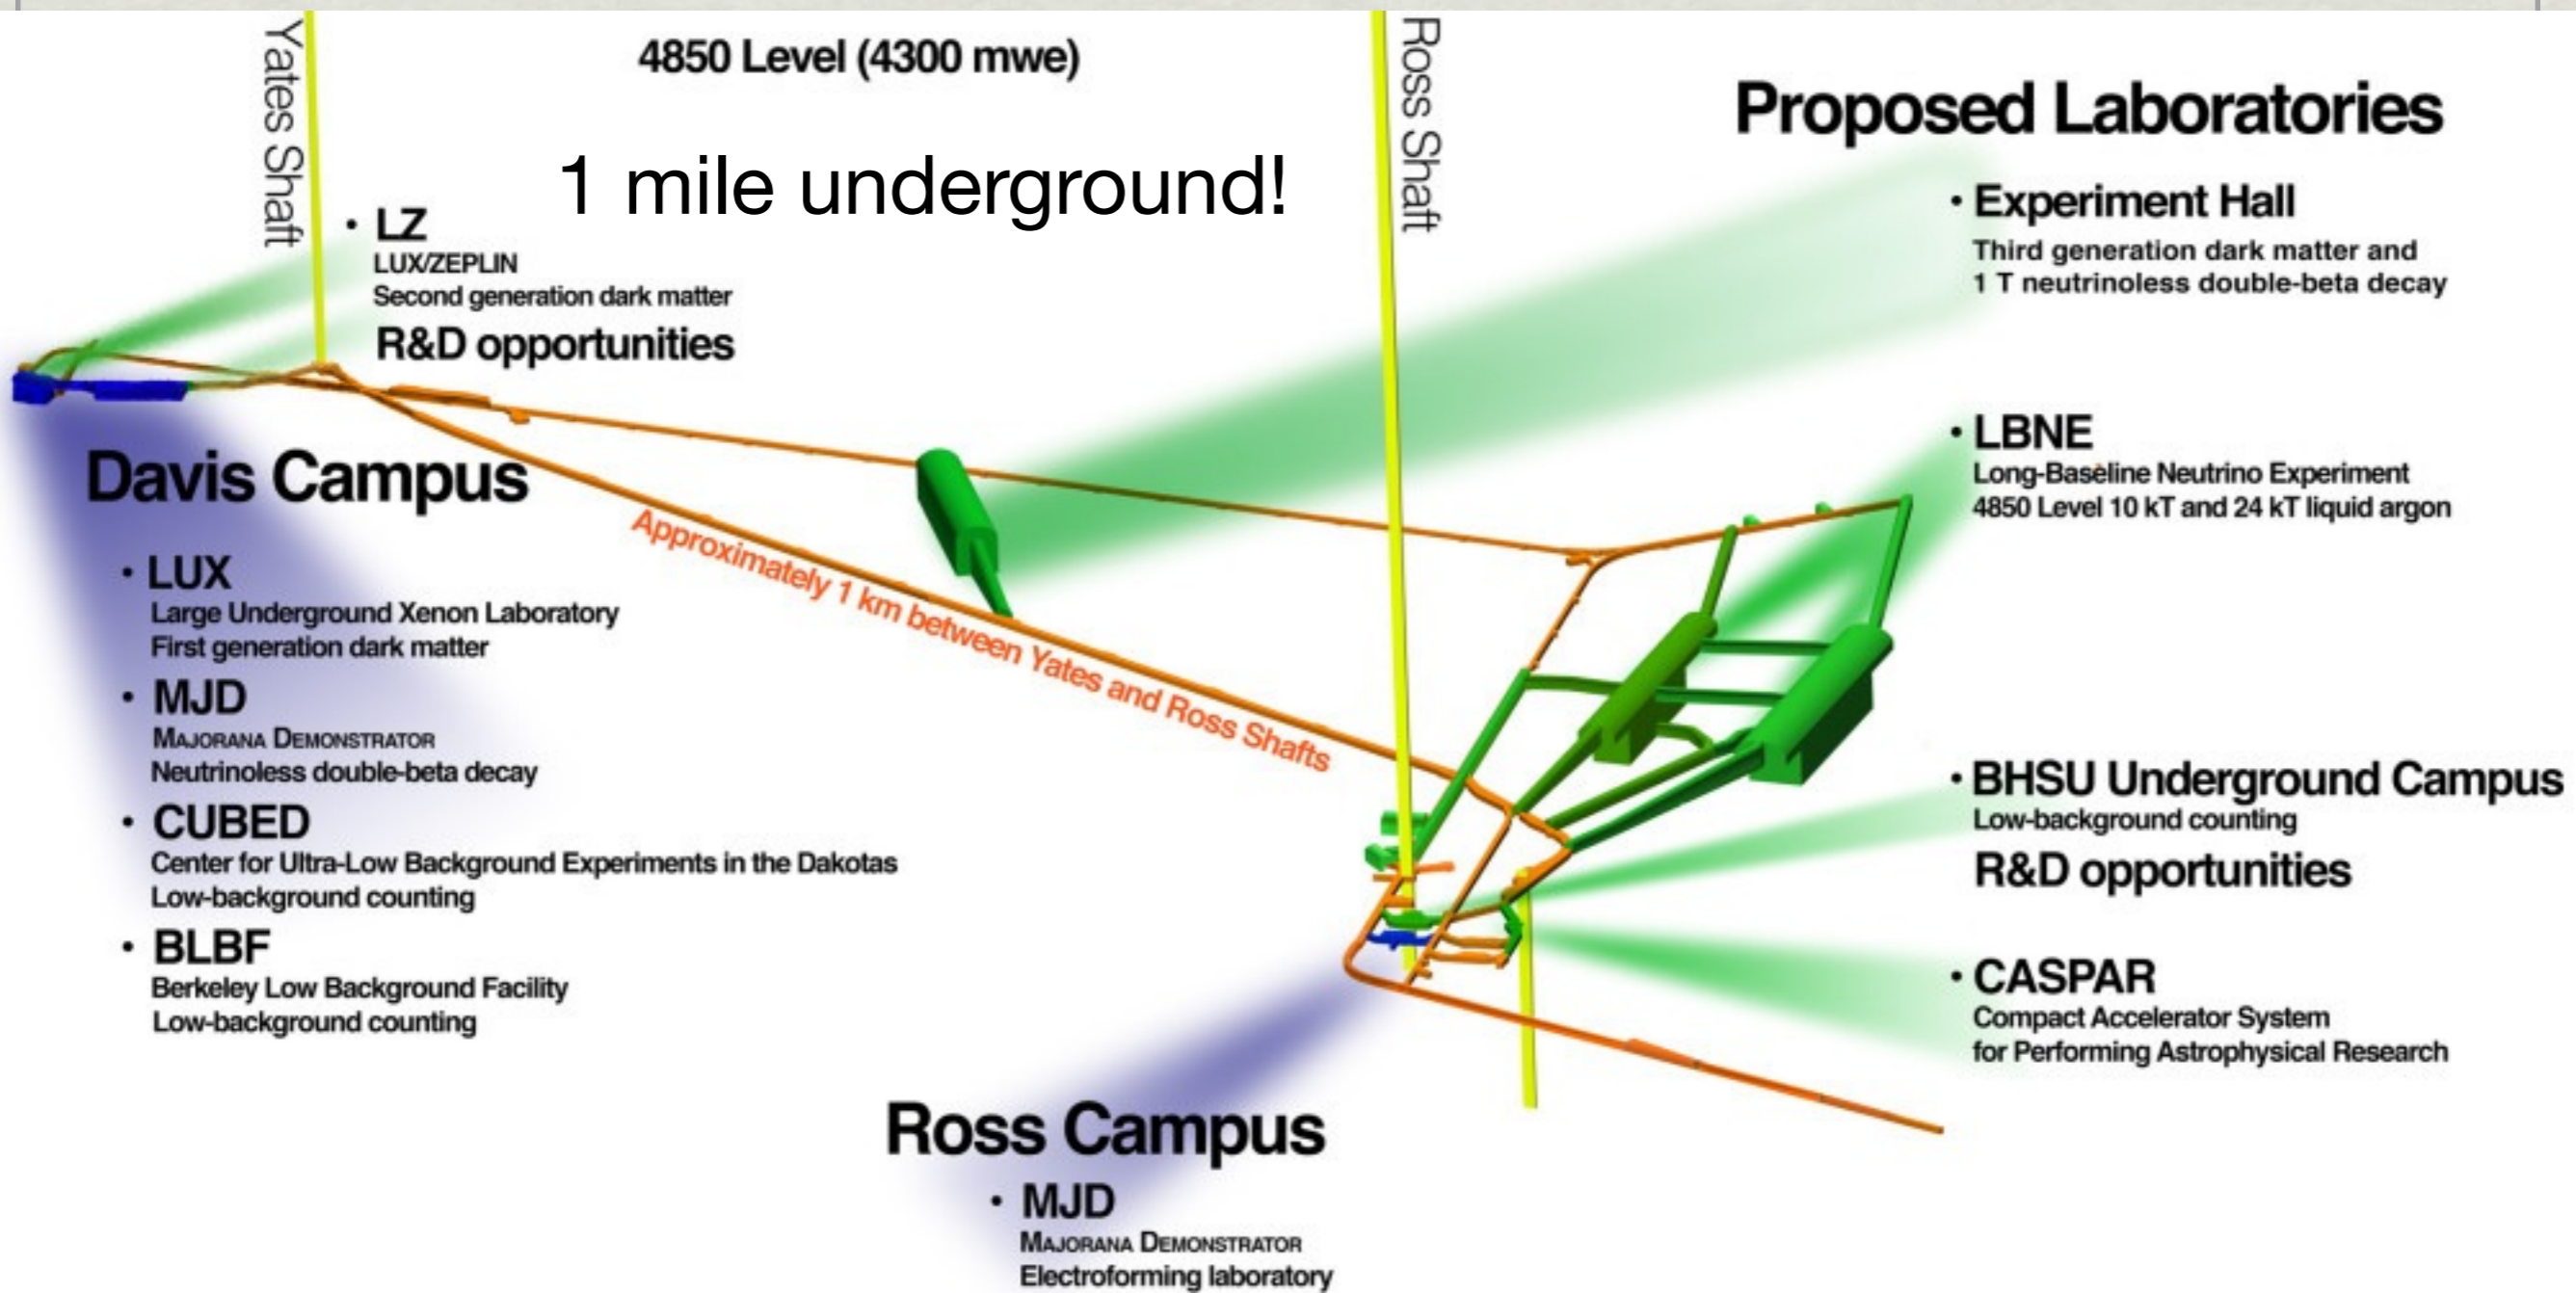 Yates Shaft
4850 Level (4300 mwe)
1 mile underground!
Ross Shaft
• LZ
LUX/ZEPLIN
Second generation dark matter
R&D opportunities
Proposed Laboratories
• Experiment Hall
Third generation dark matter and
1 T neutrinoless double-beta decay
• LBNE
Long-Baseline Neutrino Experiment
4850 Level 10 kT and 24 kT liquid argon
• BHSU Underground Campus
Low-background counting
R&D opportunities
• CASPAR
Compact Accelerator System
for Performing Astrophysical Research
Approximately 1 km between Yates and Ross Shafts
Davis Campus
• LUX
Large Underground Xenon Laboratory
First generation dark matter
• MJD
MAJORANA DEMONSTRATOR
Neutrinoless double-beta decay
• CUBED
Center for Ultra-Low Background Experiments in the Dakotas
Low-background counting
• BLBF
Berkeley Low Background Facility
Low-background counting
Ross Campus
• MJD
MAJORANA DEMONSTRATOR
Electroforming laboratory